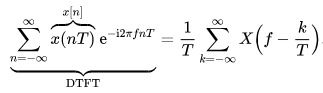 x[n]
∑_{n=-∞}^{∞} x(nT) e^{-i2πfnT} = 1/T ∑_{k=-∞}^{∞} X(f - k/T).
DTFT